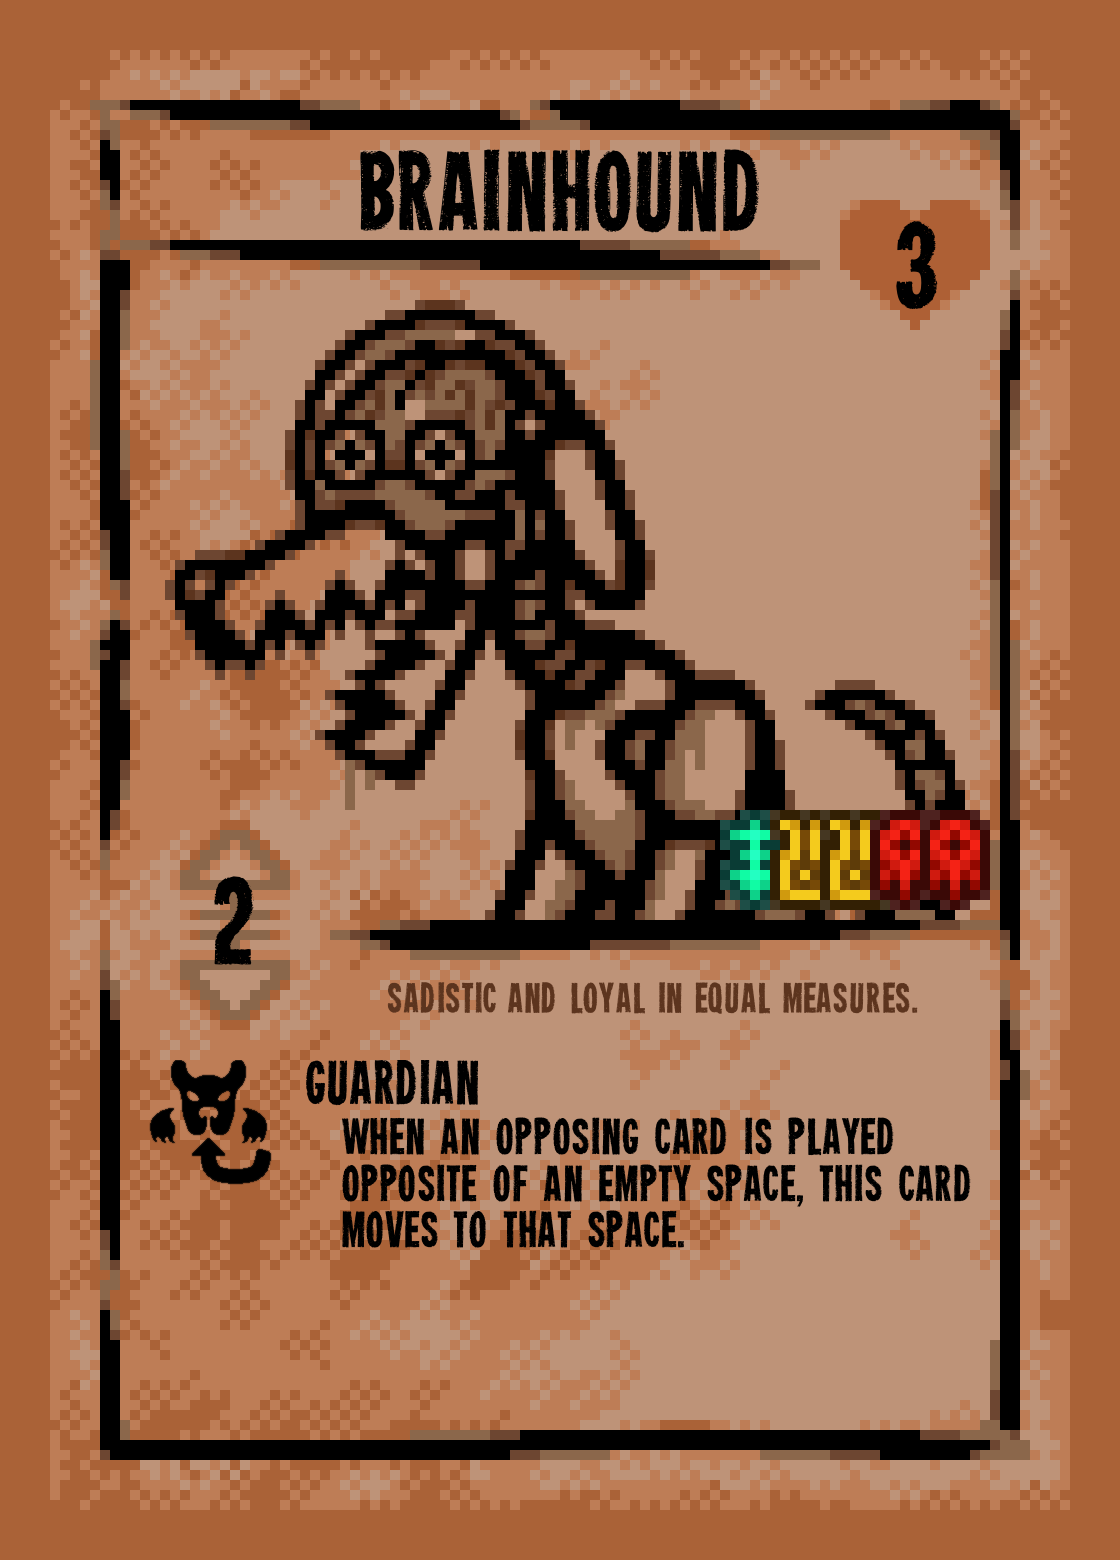 BRAINHOUND
3
2
SADISTIC AND LOYAL IN EQUAL MEASURES.
GUARDIAN
WHEN AN OPPOSING CARD IS PLAYED
OPPOSITE OF AN EMPTY SPACE, THIS CARD
MOVES TO THAT SPACE.